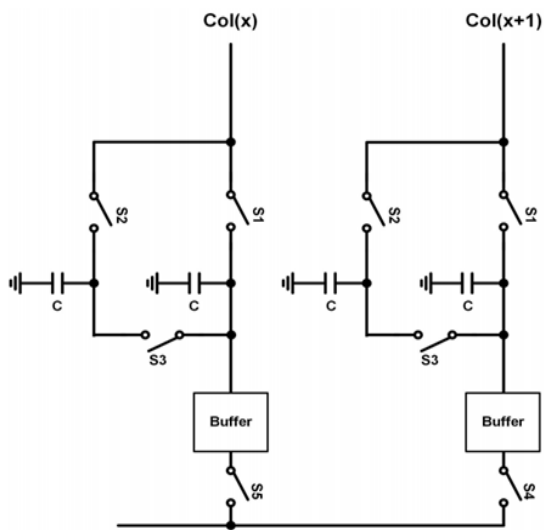 Col(x) Col(x+1)
S2 S1 S2 S1
C C C C
S3 S3
Buffer Buffer
S5 S4